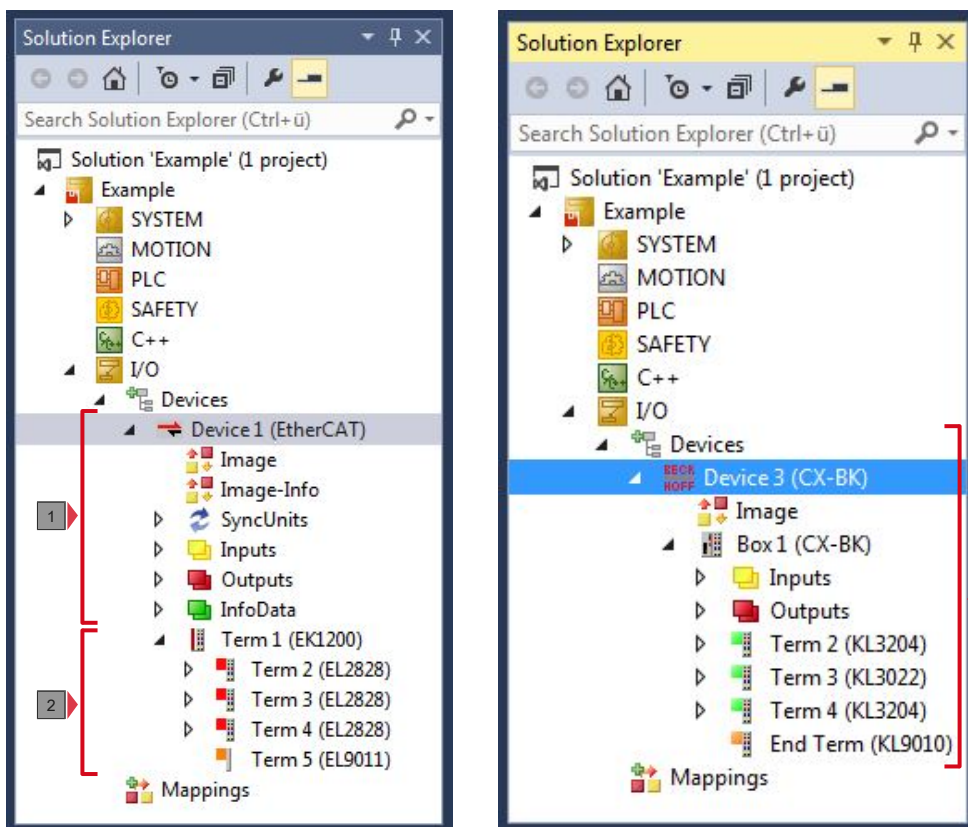 Solution Explorer
Search Solution Explorer (Ctrl+ü)
Solution 'Example' (1 project)
Example
SYSTEM
MOTION
PLC
SAFETY
C++
I/O
Devices
Device 1 (EtherCAT)
Image
Image-Info
1
SyncUnits
Inputs
Outputs
InfoData
Term 1 (EK1200)
Term 2 (EL2828)
2
Term 3 (EL2828)
Term 4 (EL2828)
Term 5 (EL9011)
Mappings
Solution Explorer
Search Solution Explorer (Ctrl+ü)
Solution 'Example' (1 project)
Example
SYSTEM
MOTION
PLC
SAFETY
C++
I/O
Devices
BECK
HOFF
Device 3 (CX-BK)
Image
Box 1 (CX-BK)
Inputs
Outputs
Term 2 (KL3204)
Term 3 (KL3022)
Term 4 (KL3204)
End Term (KL9010)
Mappings